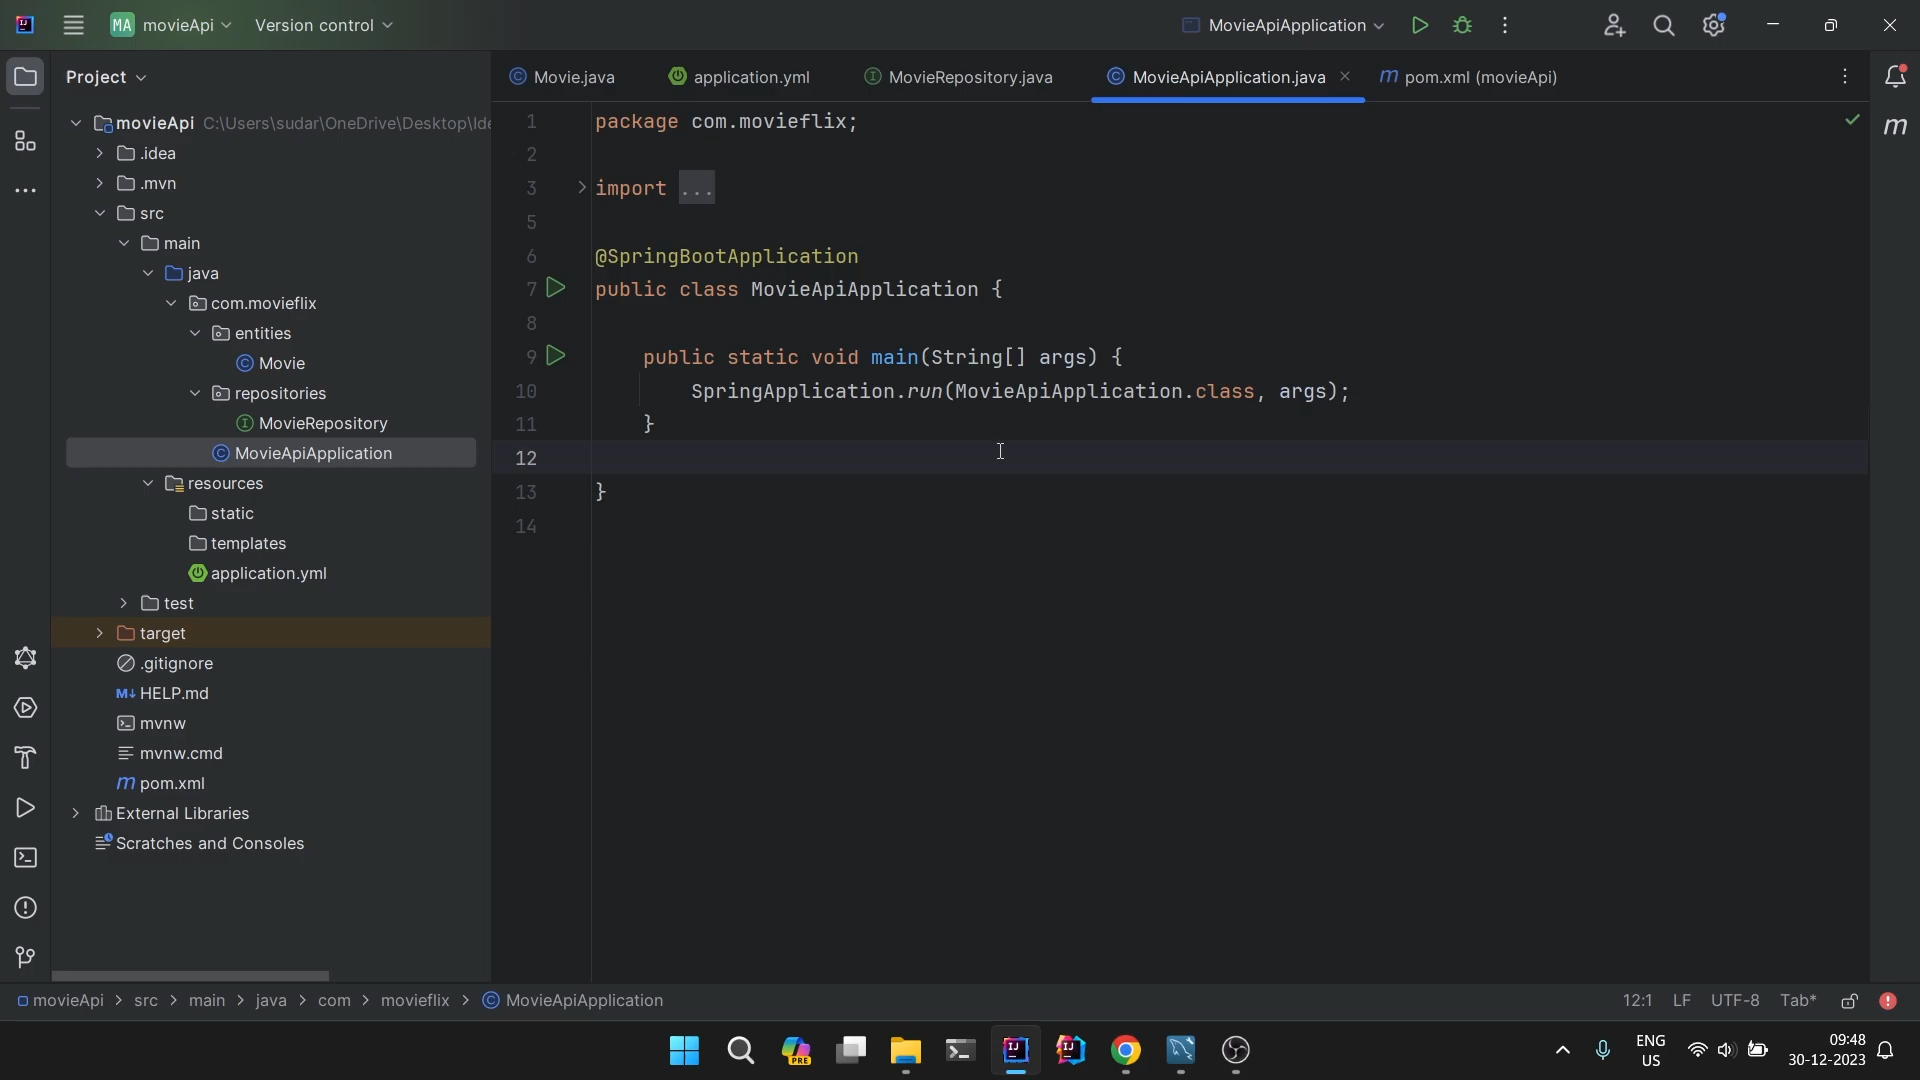 MA movieApi Version control MovieApiApplication
Project
Movie.java application.yml MovieRepository.java MovieApiApplication.java pom.xml (movieApi)
movieApi C:\Users\sudar\OneDrive\Desktop\Ide
.idea
.mvn
src
main
java
com.movieflix
entities
Movie
repositories
MovieRepository
MovieApiApplication
resources
static
templates
application.yml
test
target
.gitignore
HELP.md
mvnw
mvnw.cmd
pom.xml
External Libraries
Scratches and Consoles
1 package com.movieflix;
2
3 import ...
5
6 @SpringBootApplication
7 public class MovieApiApplication {
8
9 public static void main(String[] args) {
10 SpringApplication.run(MovieApiApplication.class, args);
11 }
12
13 }
14
movieApi > src > main > java > com > movieflix > MovieApiApplication
12:1 LF UTF-8 Tab*
PRE
ENG
US
09:48
30-12-2023